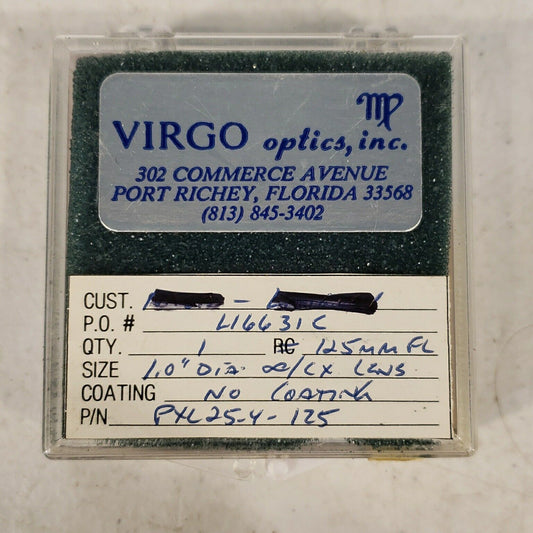 VIRGO optics, inc.
302 COMMERCE AVENUE
PORT RICHEY, FLORIDA 33568
(813) 845-3402
CUST. -
P.O. # L16631C
QTY. 1 RC 125mm FL
SIZE 1.0" DIA. ∞/CX LENS
COATING NO COATING
P/N PXL25-4-125